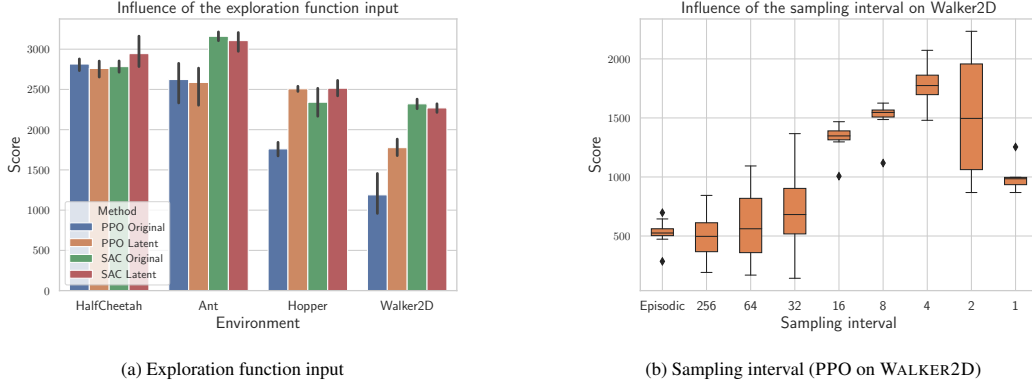 Influence of the exploration function input
3000
2500
2000
1500
1000
500
0
Score
Method
PPO Original
PPO Latent
SAC Original
SAC Latent
HalfCheetah
Ant
Hopper
Walker2D
Environment
(a) Exploration function input
Influence of the sampling interval on Walker2D
2000
1500
1000
500
Score
Episodic
256
64
32
16
8
4
2
1
Sampling interval
(b) Sampling interval (PPO on WALKER2D)